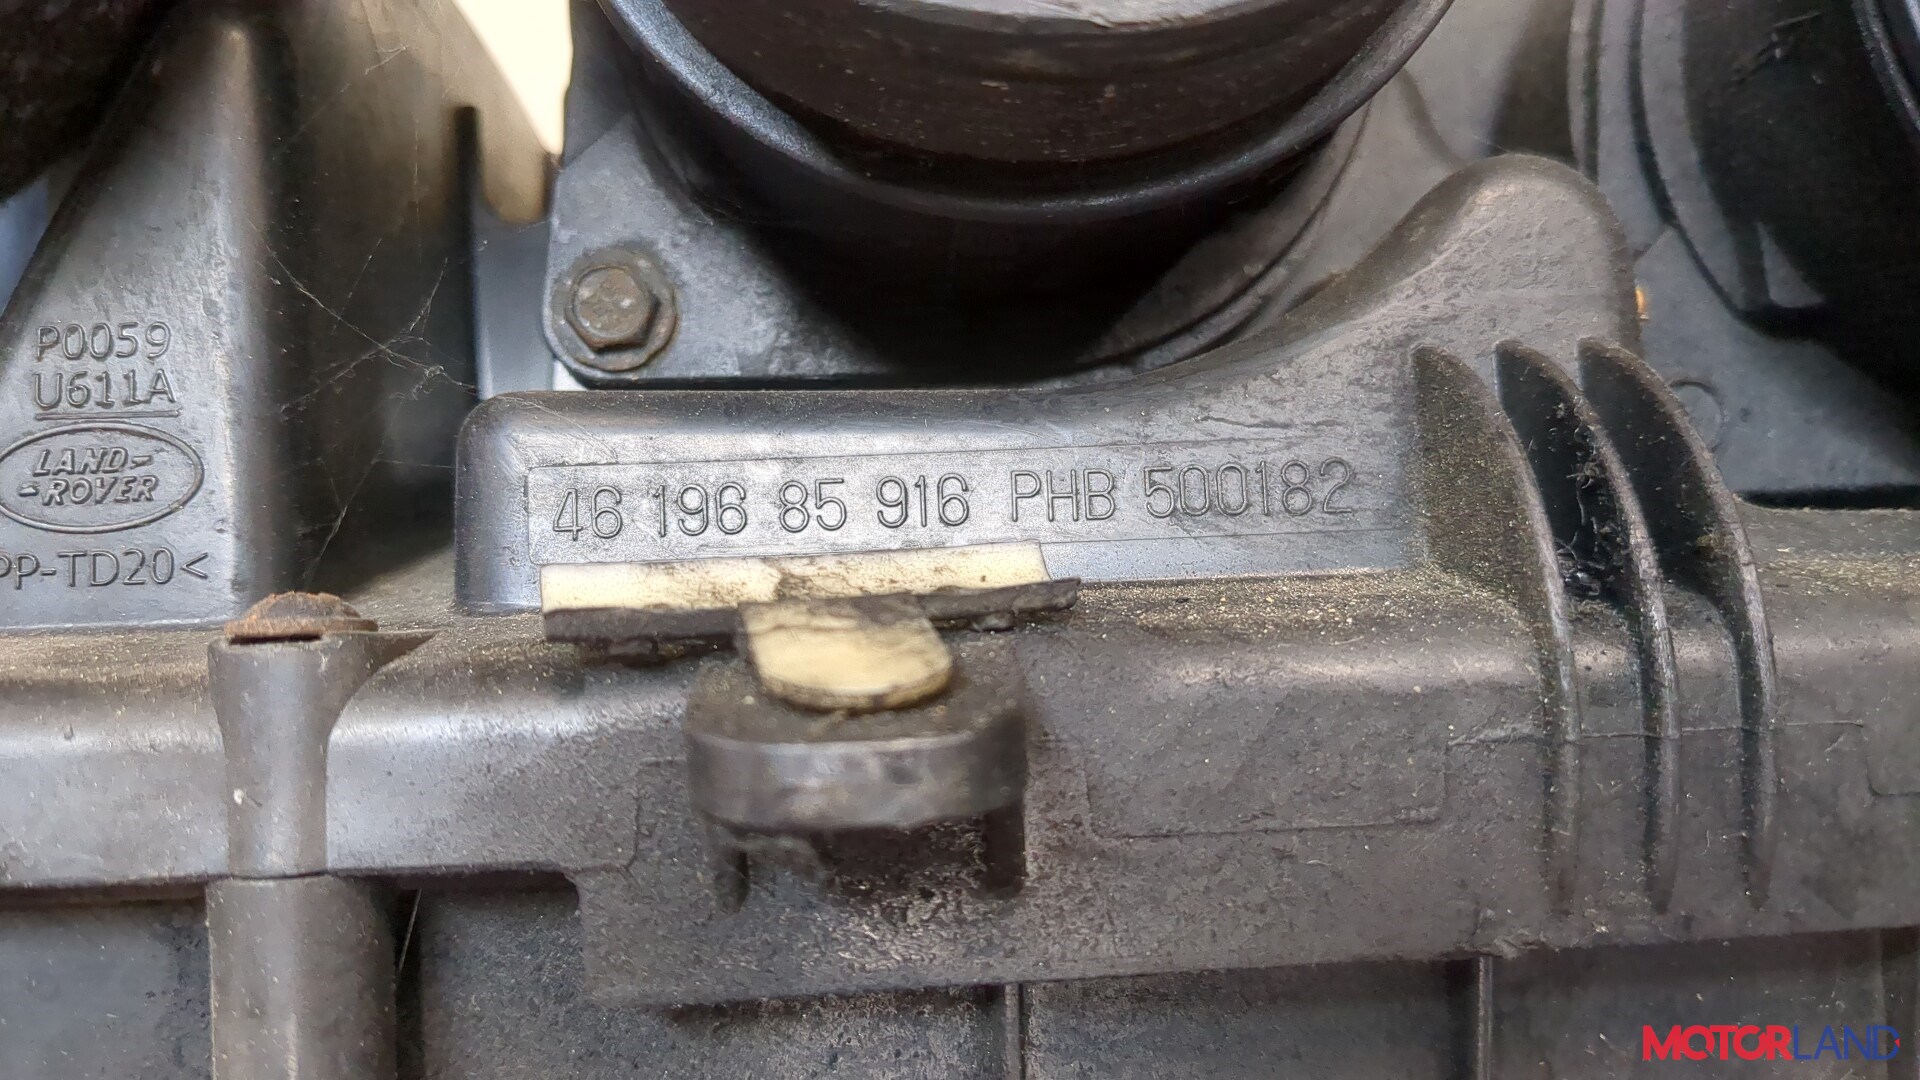 P0059
U611A
LAND-
-ROVER
PP-TD20<
46 196 85 916 PHB 500182
MOTORLAND